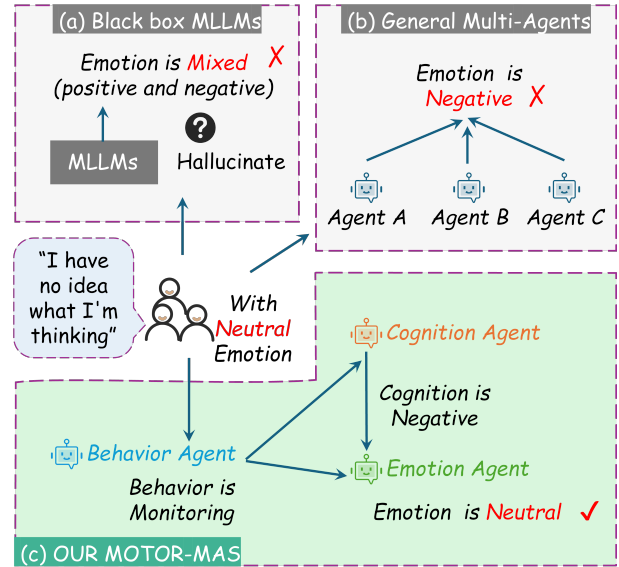 (a) Black box MLLMs
Emotion is Mixed ✗
(positive and negative)
?
MLLMs
Hallucinate
(b) General Multi-Agents
Emotion is
Negative ✗
Agent A
Agent B
Agent C
“I have
no idea
what I'm
thinking”
With
Neutral
Emotion
Cognition Agent
Cognition is
Negative
Behavior Agent
Behavior is
Monitoring
Emotion Agent
Emotion is Neutral ✓
(c) OUR MOTOR-MAS